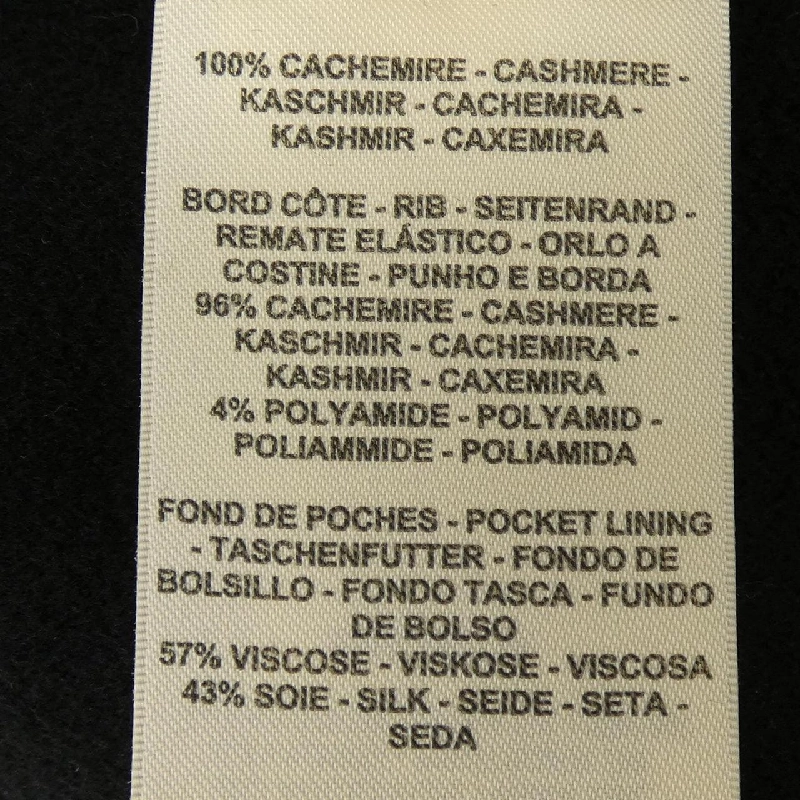 100% CACHEMIRE - CASHMERE -
KASCHMIR - CACHEMIRA -
KASHMIR - CAXEMIRA
BORD CÔTE - RIB - SEITENRAND -
REMATE ELÁSTICO - ORLO A
COSTINE - PUNHO E BORDA
96% CACHEMIRE - CASHMERE -
KASCHMIR - CACHEMIRA -
KASHMIR - CAXEMIRA
4% POLYAMIDE - POLYAMID -
POLIAMMIDE - POLIAMIDA
FOND DE POCHES - POCKET LINING
- TASCHENFUTTER - FONDO DE
BOLSILLO - FONDO TASCA - FUNDO
DE BOLSO
57% VISCOSE - VISKOSE - VISCOSA
43% SOIE - SILK - SEIDE - SETA -
SEDA